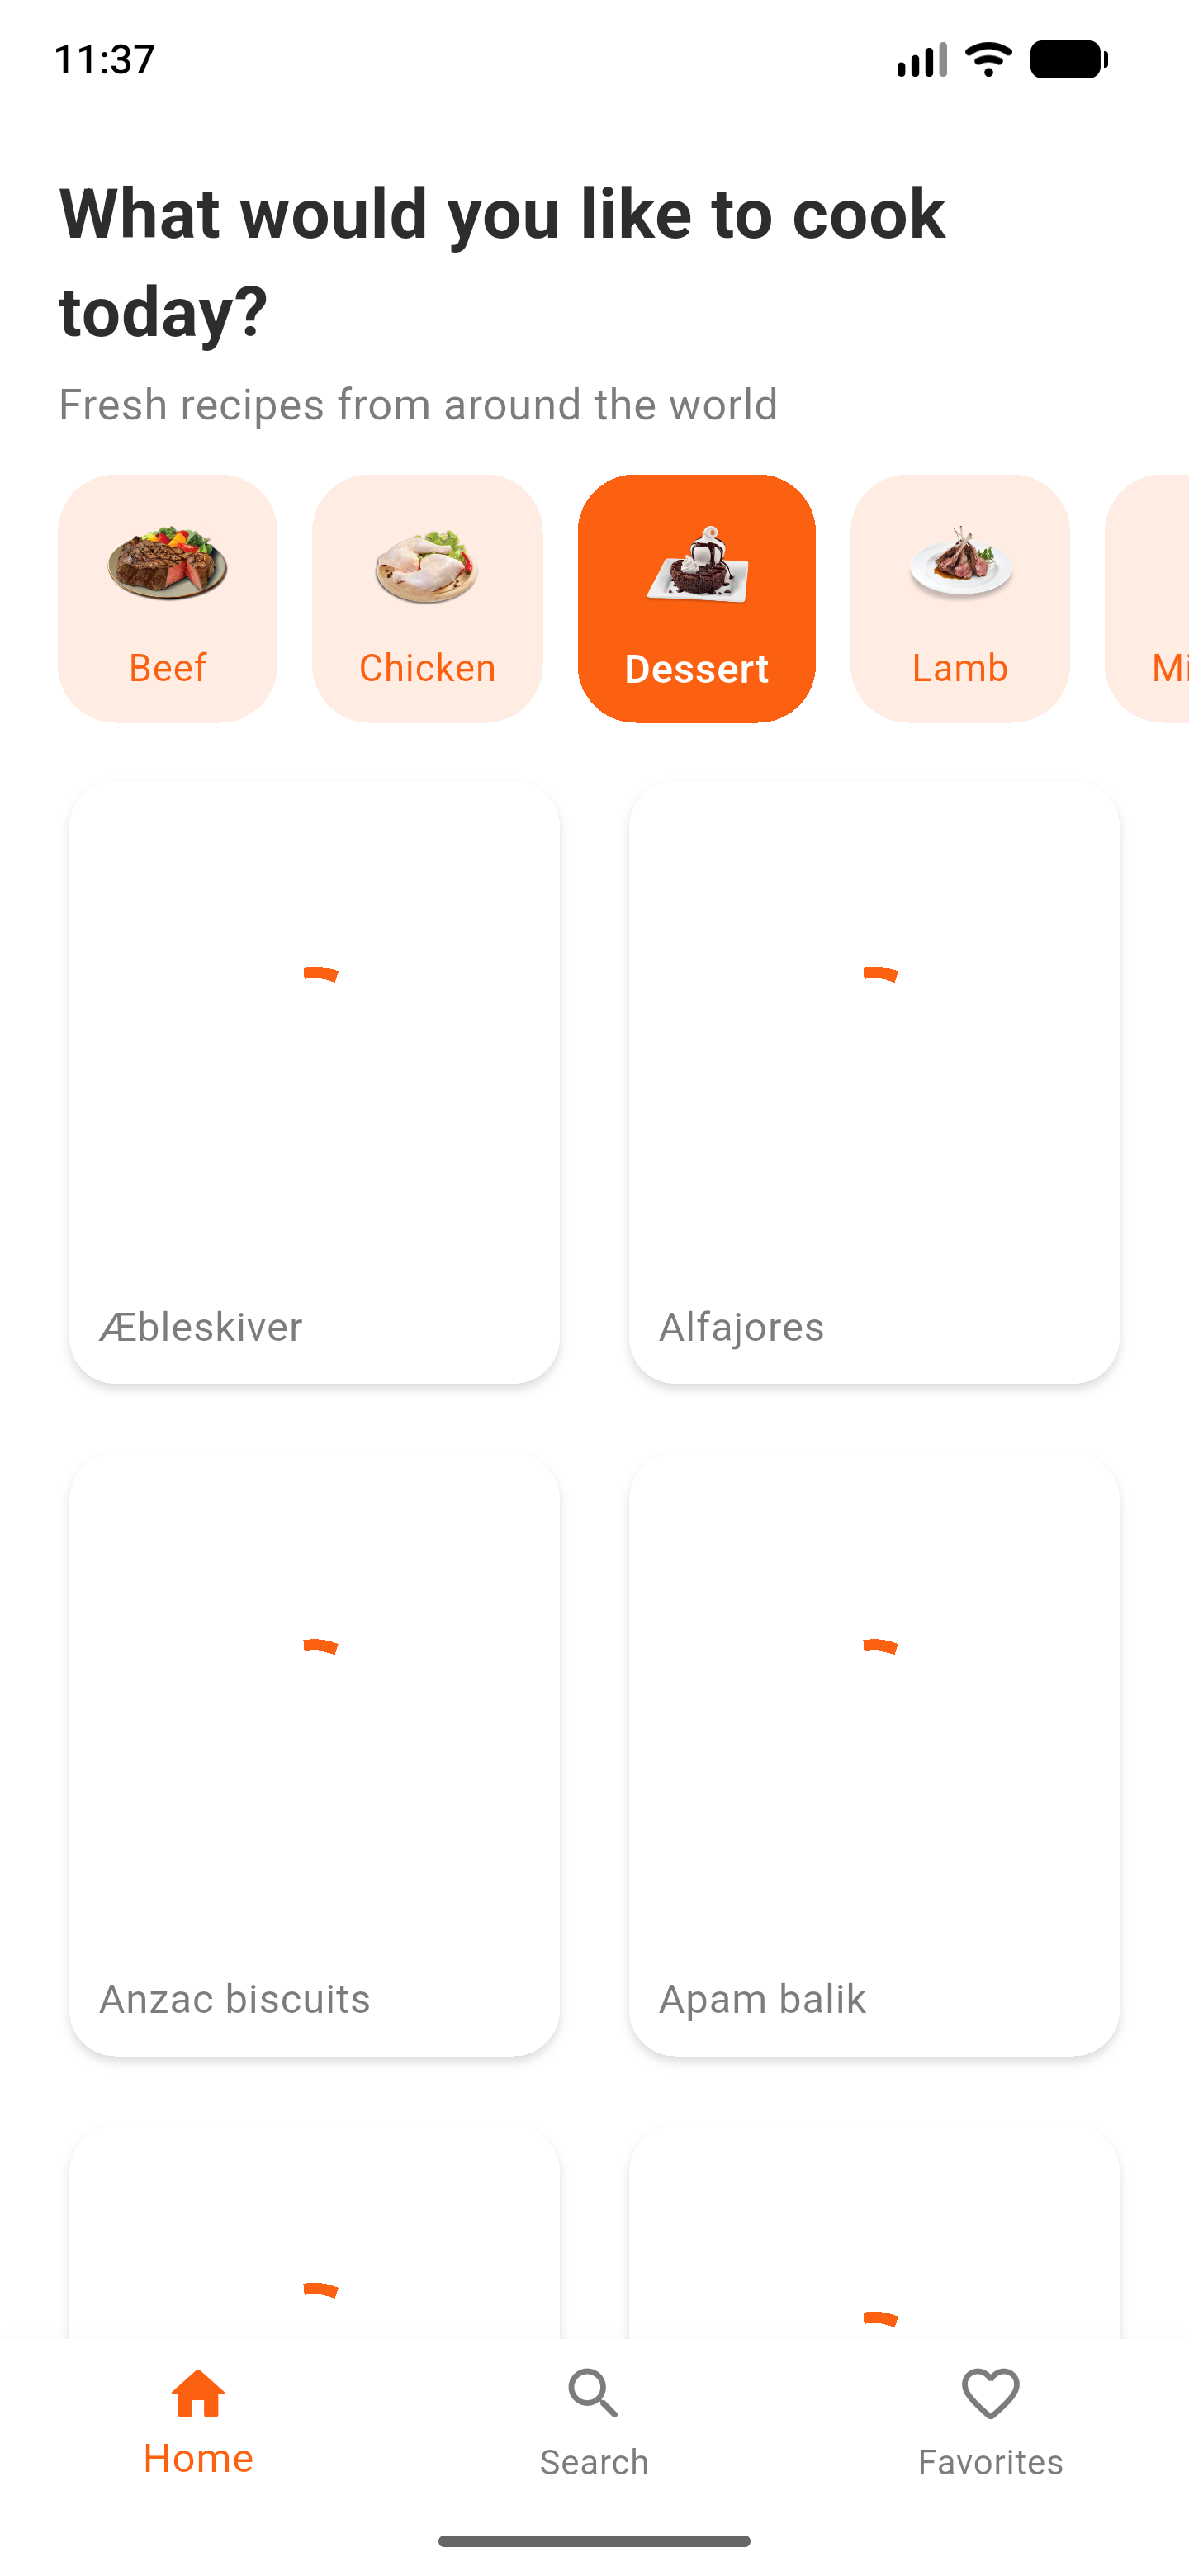 11:37
What would you like to cook
today?
Fresh recipes from around the world
Beef
Chicken
Dessert
Lamb
Æbleskiver
Alfajores
Anzac biscuits
Apam balik
Home
Search
Favorites